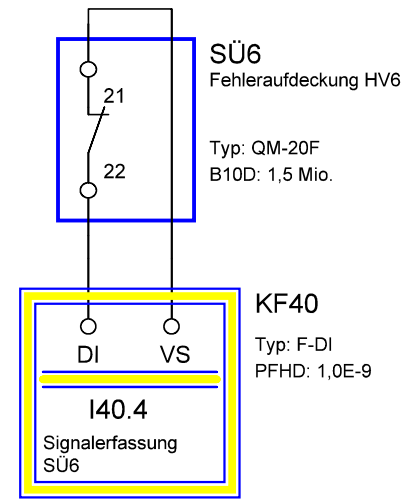 SÜ6
Fehleraufdeckung HV6
21
22
Typ: QM-20F
B10D: 1,5 Mio.
KF40
Typ: F-DI
PFHD: 1,0E-9
DI VS
I40.4
Signalerfassung
SÜ6